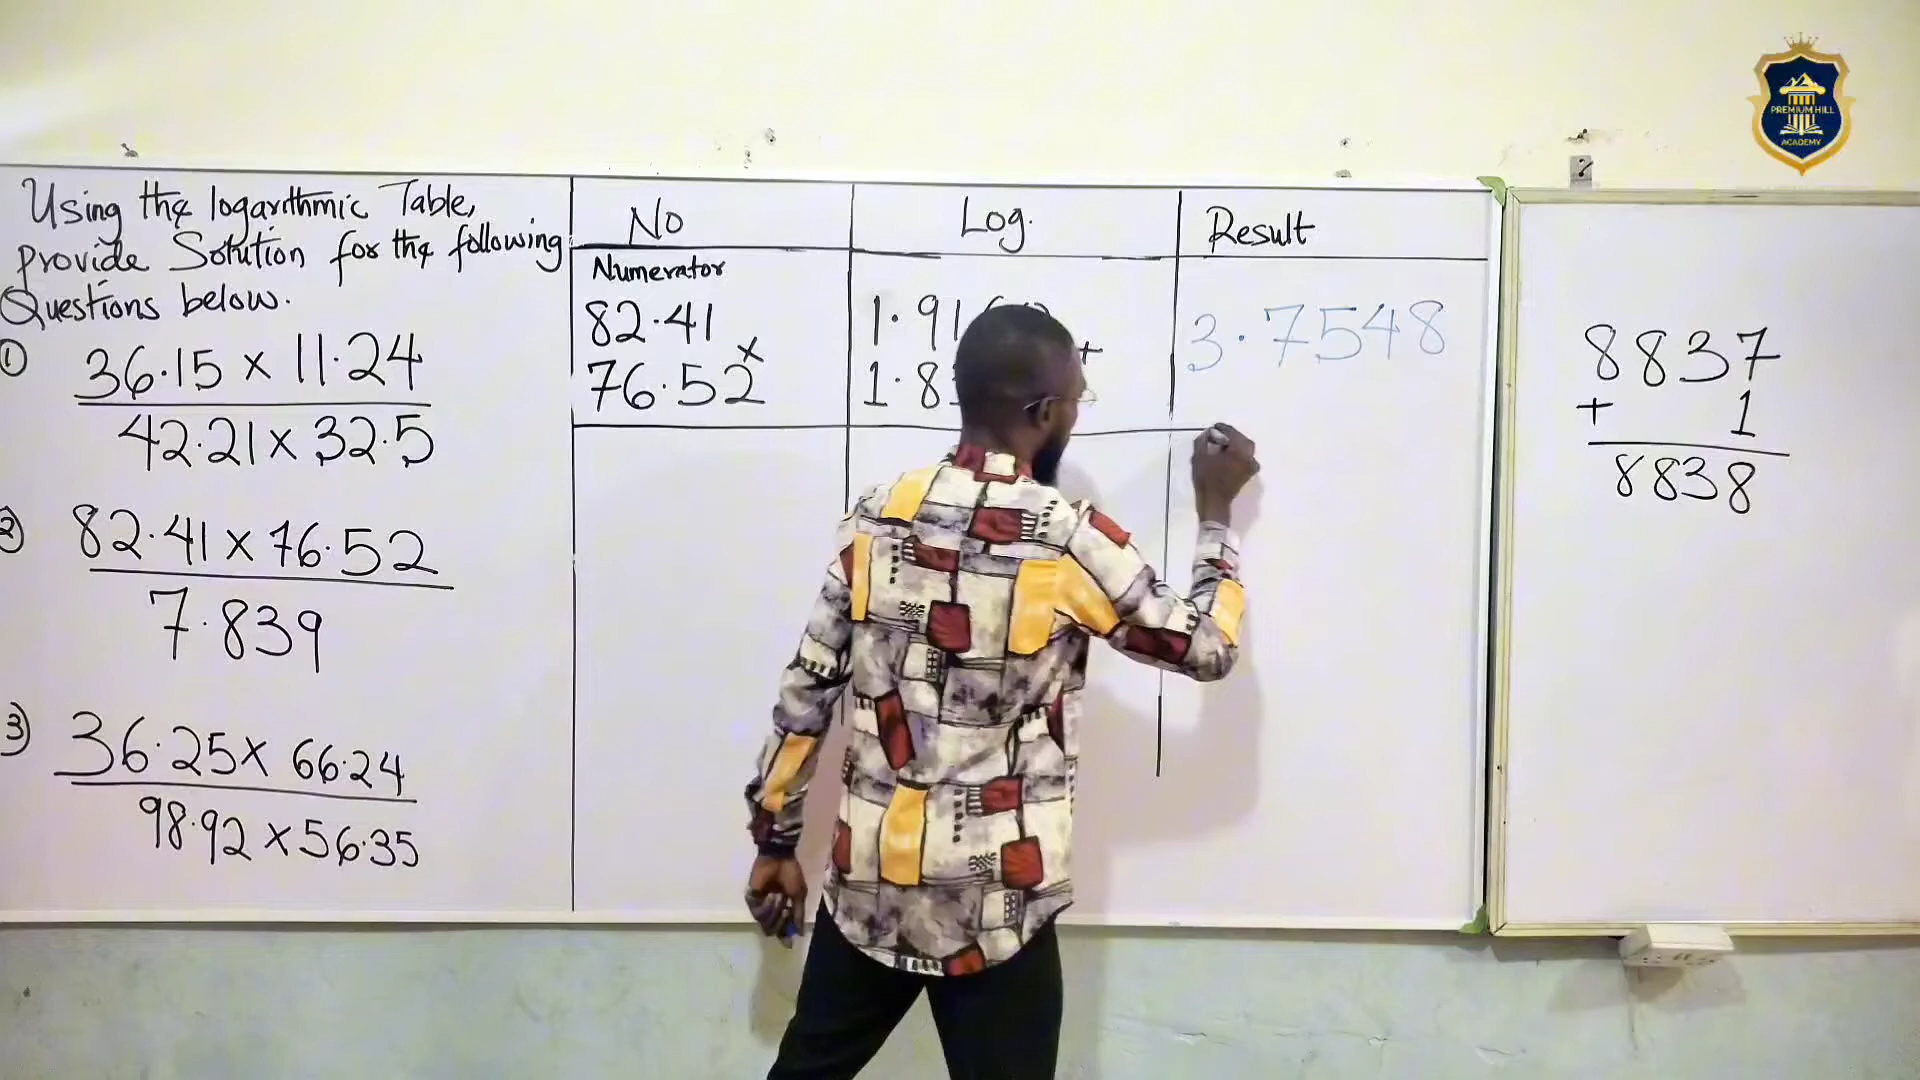 Using the logarithmic Table,
provide Solution for the following
Questions below.
① 36.15 x 11.24
42.21 x 32.5
② 82.41 x 76.52
7.839
③ 36.25 x 66.24
98.92 x 56.35
No
Log.
Result
Numerator
82.41
x
76.52
1.91
+
1.8
3.7548
8837
+ 1
8838
PREMIUM HILL
ACADEMY